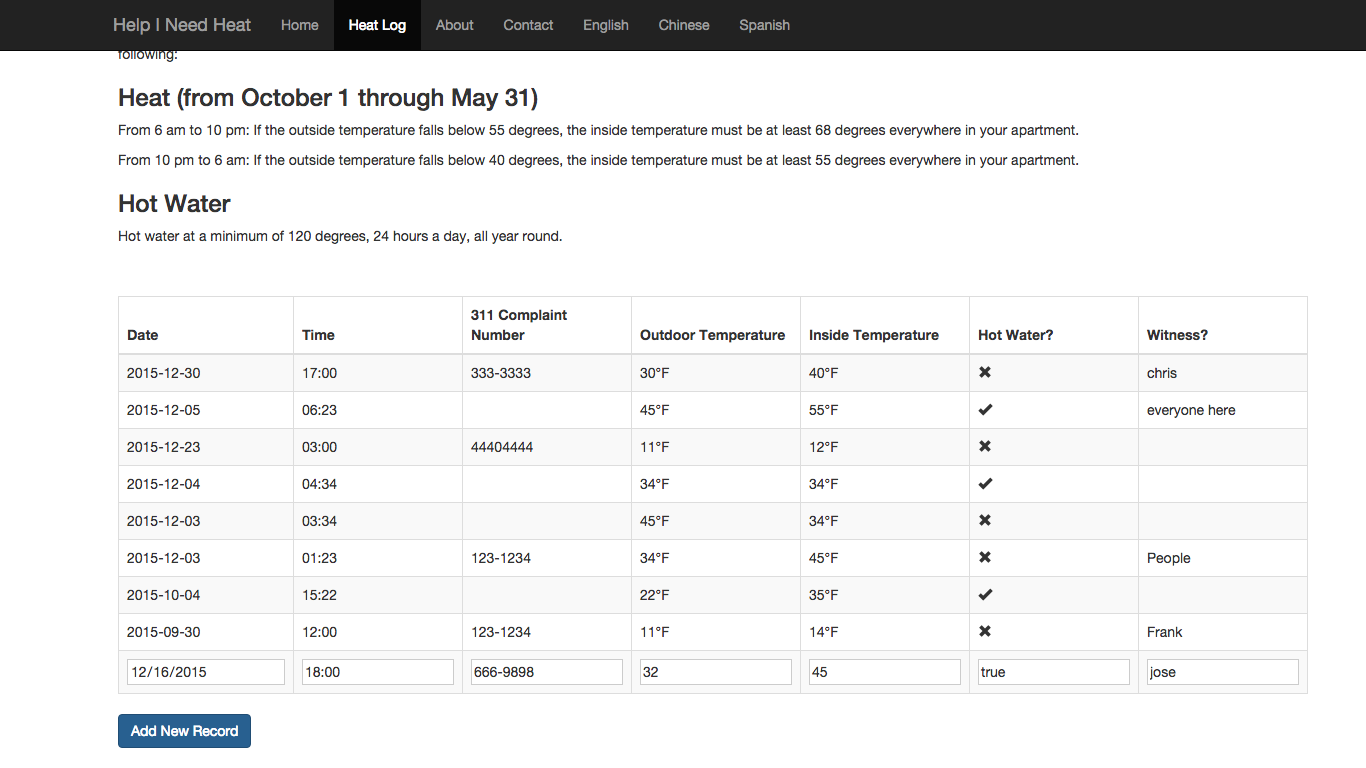 Help I Need Heat Home Heat Log About Contact English Chinese Spanish
following:
Heat (from October 1 through May 31)
From 6 am to 10 pm: If the outside temperature falls below 55 degrees, the inside temperature must be at least 68 degrees everywhere in your apartment.
From 10 pm to 6 am: If the outside temperature falls below 40 degrees, the inside temperature must be at least 55 degrees everywhere in your apartment.
Hot Water
Hot water at a minimum of 120 degrees, 24 hours a day, all year round.
Date Time 311 Complaint Number Outdoor Temperature Inside Temperature Hot Water? Witness?
2015-12-30 17:00 333-3333 30°F 40°F ✖ chris
2015-12-05 06:23 45°F 55°F ✔ everyone here
2015-12-23 03:00 44404444 11°F 12°F ✖
2015-12-04 04:34 34°F 34°F ✔
2015-12-03 03:34 45°F 34°F ✖
2015-12-03 01:23 123-1234 34°F 45°F ✖ People
2015-10-04 15:22 22°F 35°F ✔
2015-09-30 12:00 123-1234 11°F 14°F ✖ Frank
12/16/2015 18:00 666-9898 32 45 true jose
Add New Record